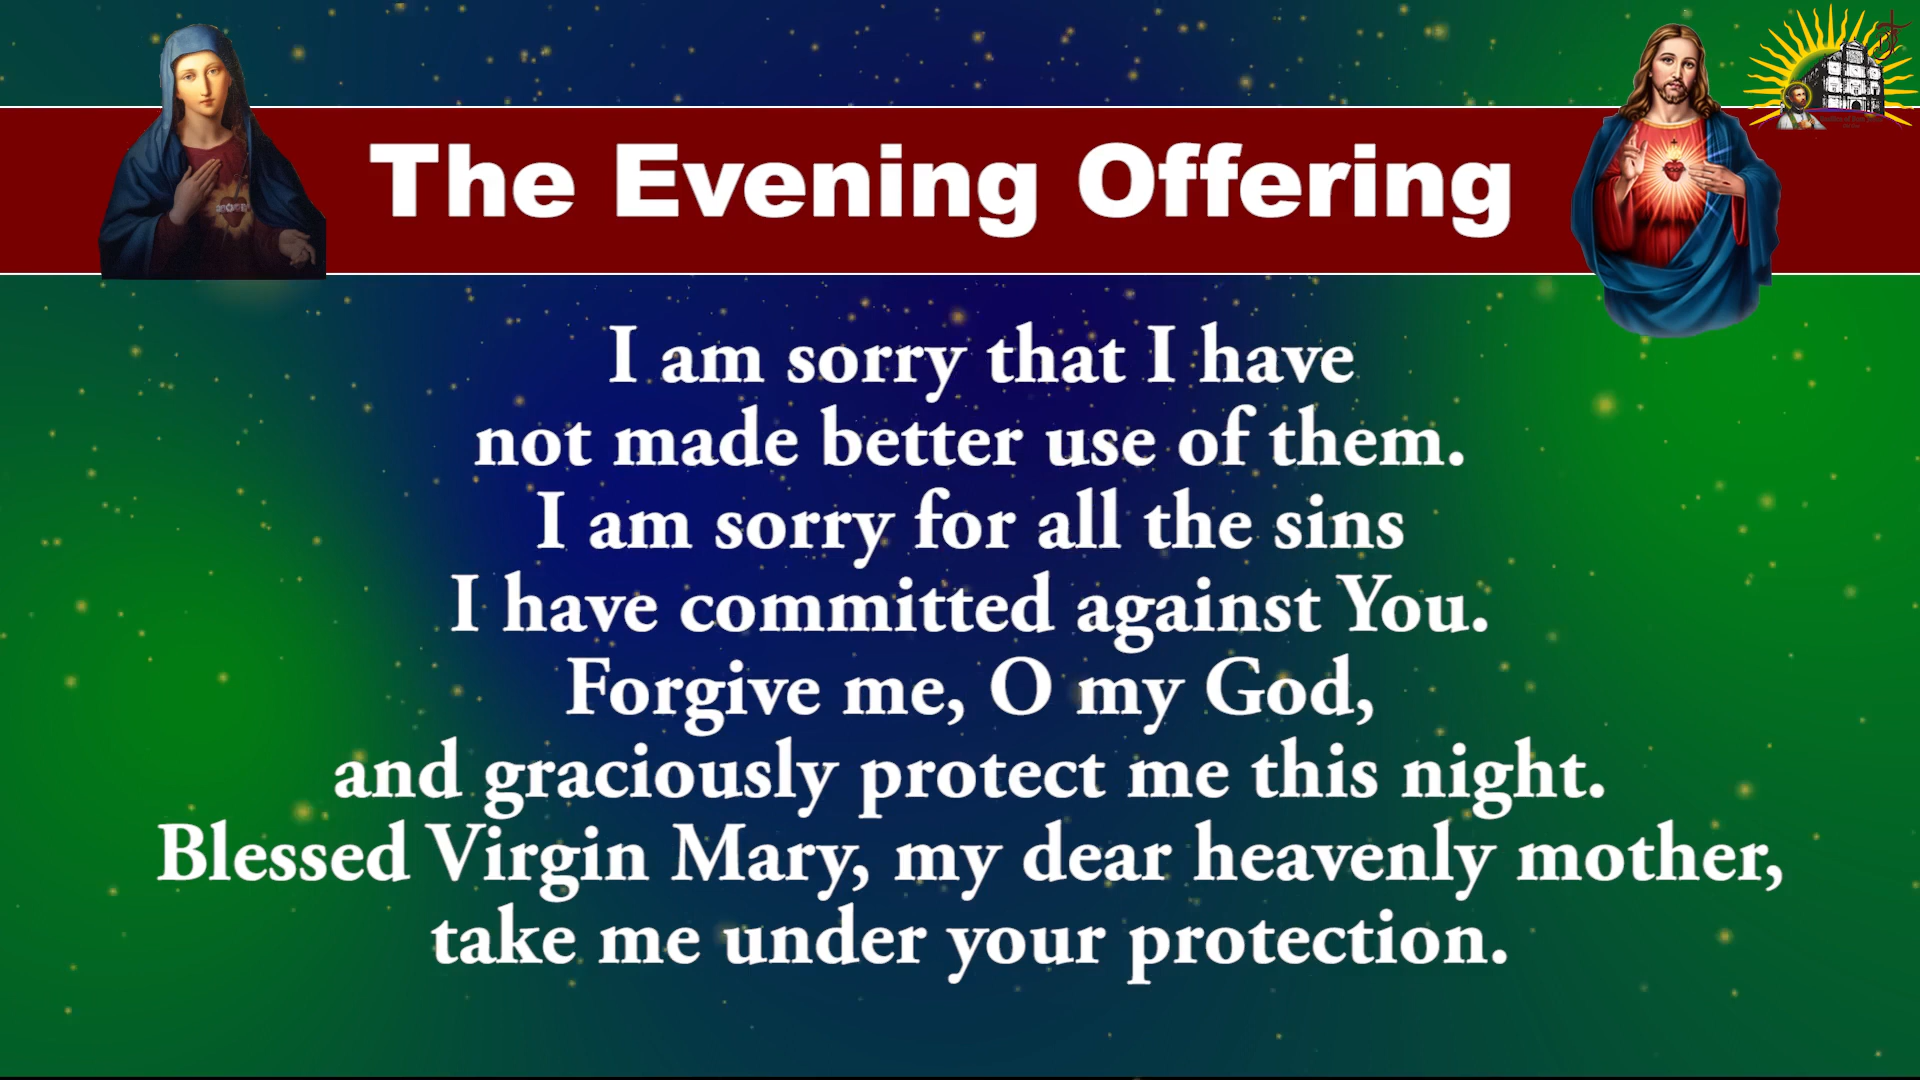 The Evening Offering
I am sorry that I have
not made better use of them.
I am sorry for all the sins
I have committed against You.
Forgive me, O my God,
and graciously protect me this night.
Blessed Virgin Mary, my dear heavenly mother,
take me under your protection.